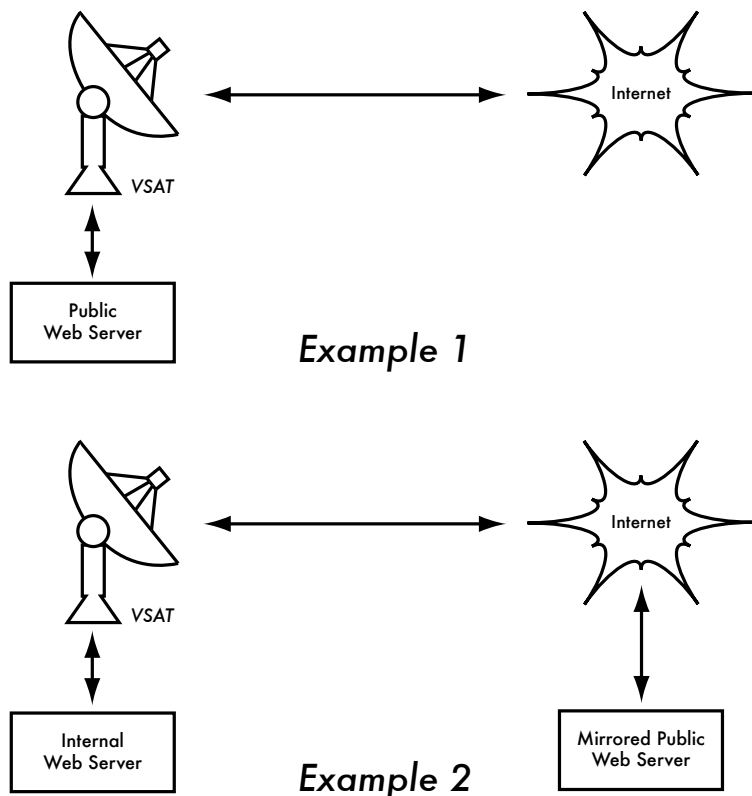 Internet
VSAT
Public
Web Server
Example 1
Internet
VSAT
Internal
Web Server
Mirrored Public
Web Server
Example 2